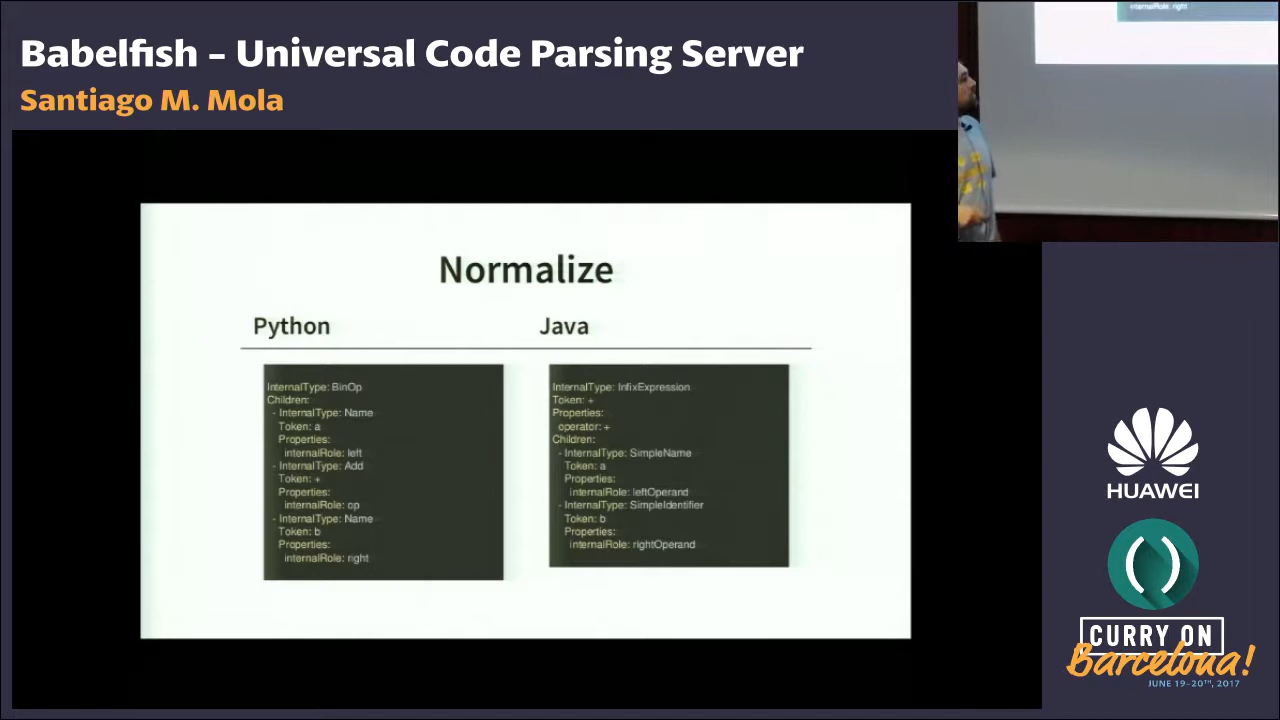 Babelfish – Universal Code Parsing Server
Santiago M. Mola
internalRole: right
Normalize
Python
Java
InternalType: BinOp
Children:
- InternalType: Name
Token: a
Properties:
internalRole: left
- InternalType: Add
Token: +
Properties:
internalRole: op
- InternalType: Name
Token: b
Properties:
internalRole: right
InternalType: InfixExpression
Token: +
Properties:
operator: +
Children:
- InternalType: SimpleName
Token: a
Properties:
internalRole: leftOperand
- InternalType: SimpleIdentifier
Token: b
Properties:
internalRole: rightOperand
HUAWEI
CURRY ON
Barcelona!
JUNE 19–20TH, 2017